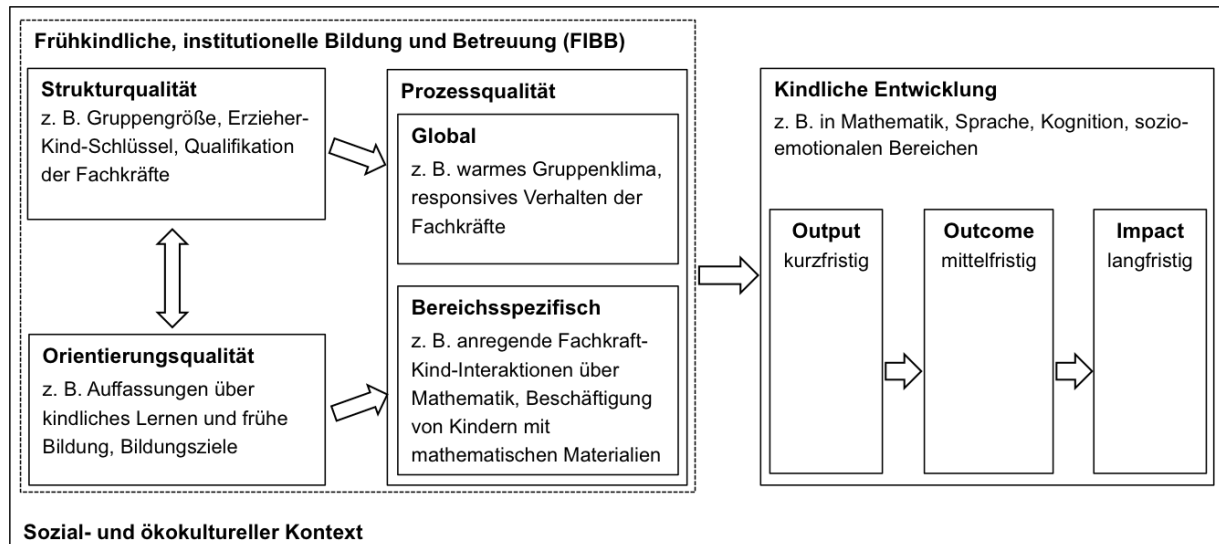 Frühkindliche, institutionelle Bildung und Betreuung (FIBB)
Strukturqualität
z. B. Gruppengröße, Erzieher-
Kind-Schlüssel, Qualifikation
der Fachkräfte
Orientierungsqualität
z. B. Auffassungen über
kindliches Lernen und frühe
Bildung, Bildungsziele
Prozessqualität
Global
z. B. warmes Gruppenklima,
responsives Verhalten der
Fachkräfte
Bereichsspezifisch
z. B. anregende Fachkraft-
Kind-Interaktionen über
Mathematik, Beschäftigung
von Kindern mit
mathematischen Materialien
Kindliche Entwicklung
z. B. in Mathematik, Sprache, Kognition, sozio-
emotionalen Bereichen
Output
kurzfristig
Outcome
mittelfristig
Impact
langfristig
Sozial- und ökokultureller Kontext